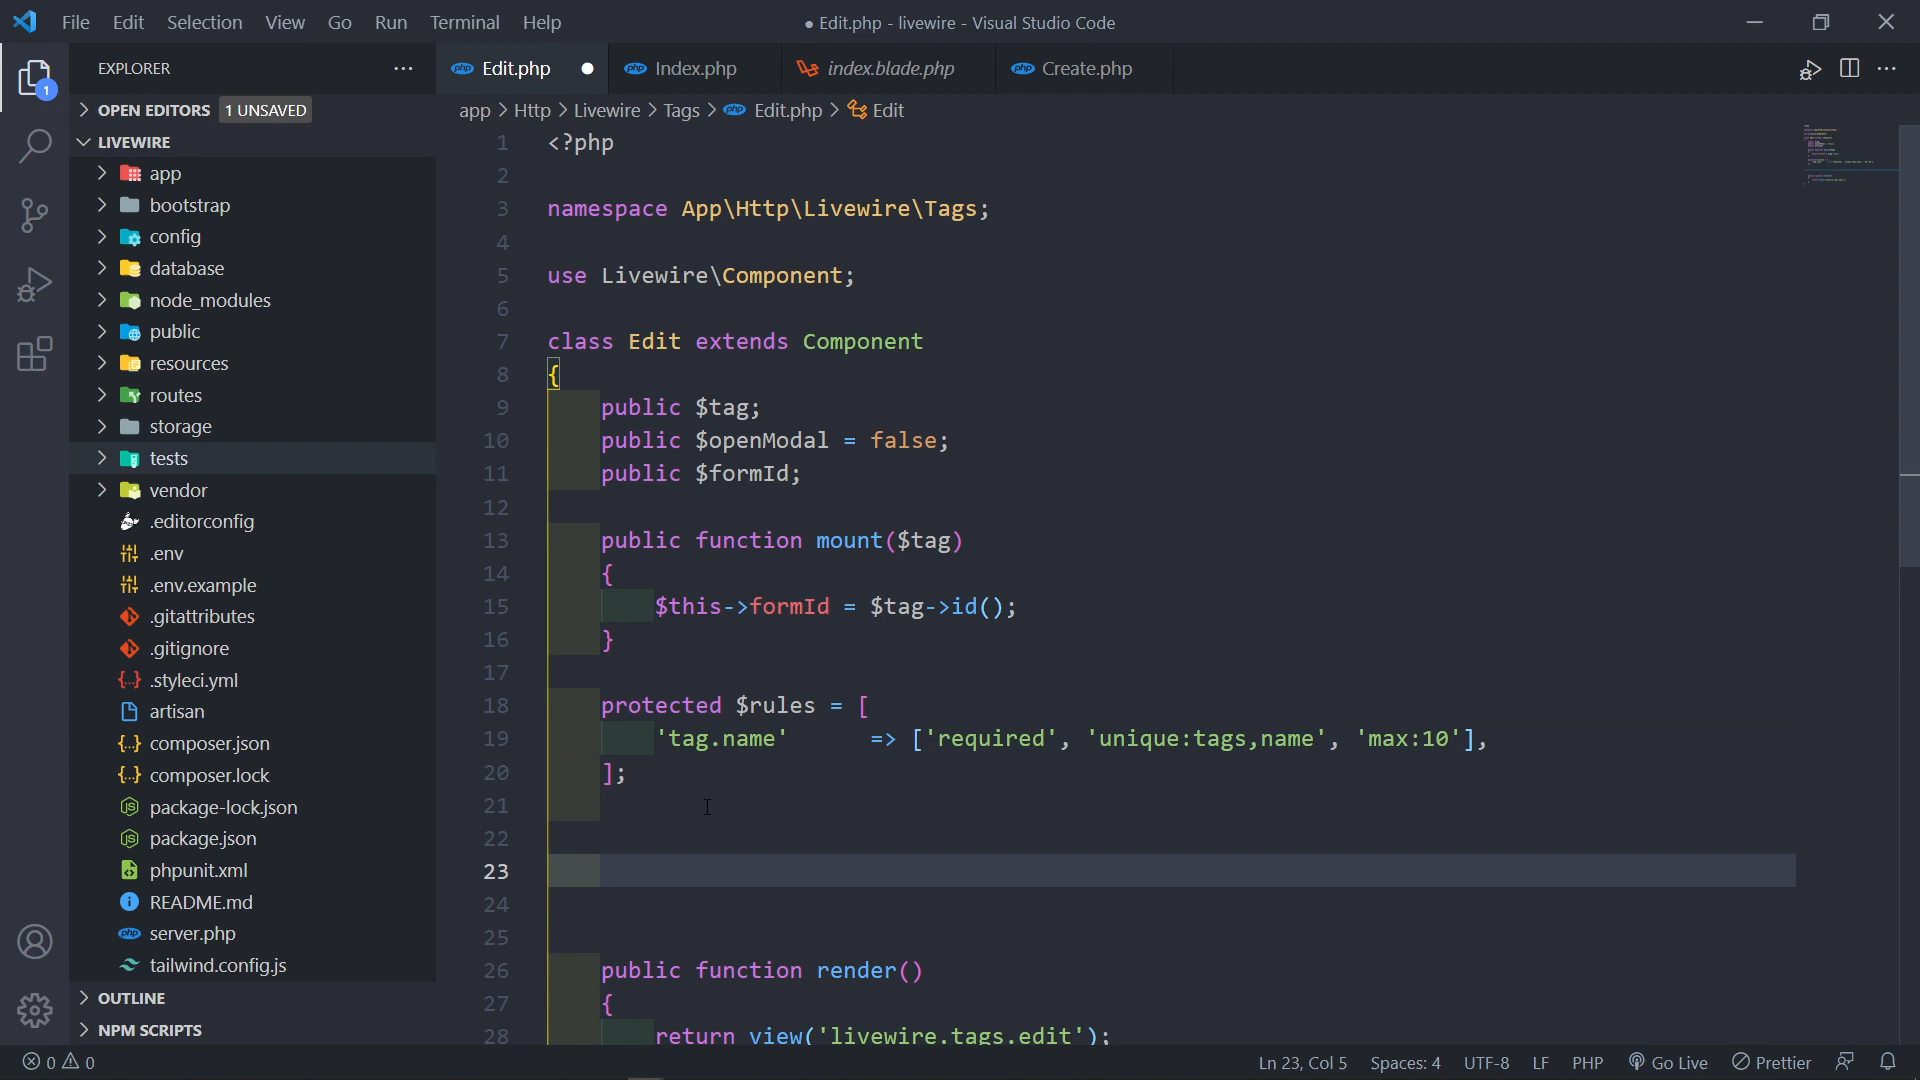 File Edit Selection View Go Run Terminal Help
● Edit.php - livewire - Visual Studio Code
EXPLORER
OPEN EDITORS 1 UNSAVED
LIVEWIRE
app
bootstrap
config
database
node_modules
public
resources
routes
storage
tests
vendor
.editorconfig
.env
.env.example
.gitattributes
.gitignore
.styleci.yml
artisan
composer.json
composer.lock
package-lock.json
package.json
phpunit.xml
README.md
server.php
tailwind.config.js
OUTLINE
NPM SCRIPTS
1
Edit.php
Index.php
index.blade.php
Create.php
app > Http > Livewire > Tags > Edit.php > Edit
1 <?php
2
3 namespace App\Http\Livewire\Tags;
4
5 use Livewire\Component;
6
7 class Edit extends Component
8 {
9 public $tag;
10 public $openModal = false;
11 public $formId;
12
13 public function mount($tag)
14 {
15 $this->formId = $tag->id();
16 }
17
18 protected $rules = [
19 'tag.name' => ['required', 'unique:tags,name', 'max:10'],
20 ];
21
22
23
24
25
26 public function render()
27 {
28 return view('livewire.tags.edit');
0 0
Ln 23, Col 5 Spaces: 4 UTF-8 LF PHP Go Live Prettier